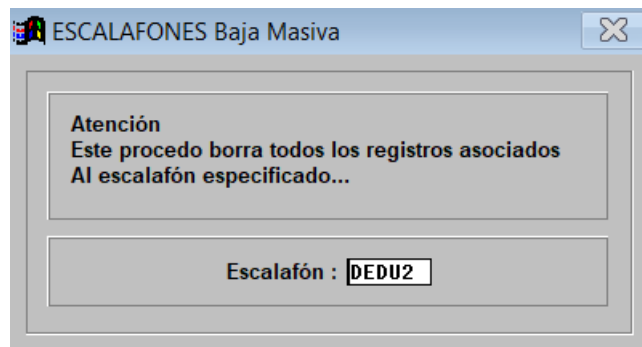 ESCALAFONES Baja Masiva
Atención
Este procedo borra todos los registros asociados
Al escalafón especificado...
Escalafón : DEDU2